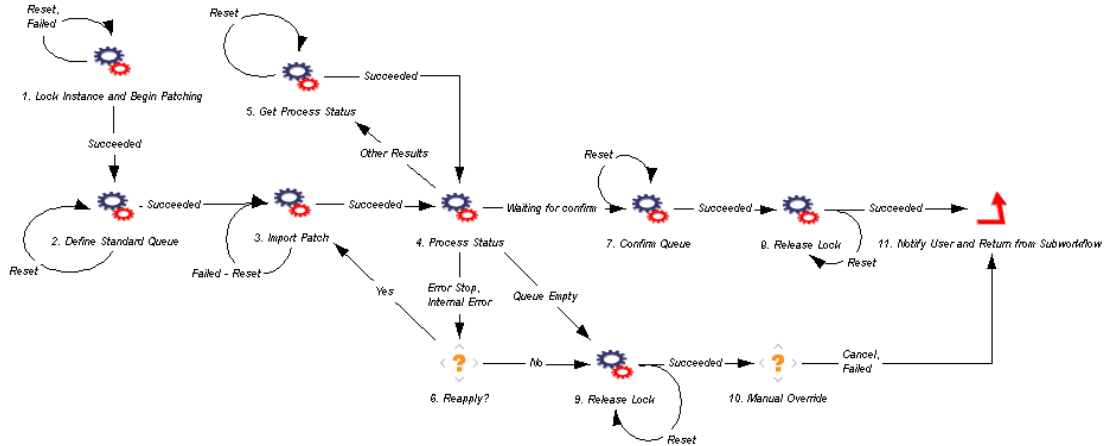 Reset,
Failed
Reset
Succeeded
1. Lock Instance and Begin Patching
5. Get Process Status
Succeeded
Other Results
Reset
Succeeded
Succeeded
Waiting for confirm
Succeeded
Succeeded
2. Define Standard Queue
3. Import Patch
4. Process Status
7. Confirm Queue
8. Release Lock
11. Notify User and Return from Subworkflow
Reset
Failed - Reset
Reset
Yes
Error Stop,
Internal Error
Queue Empty
No
Succeeded
Cancel,
Failed
6. Reapply?
9. Release Lock
10. Manual Override
Reset